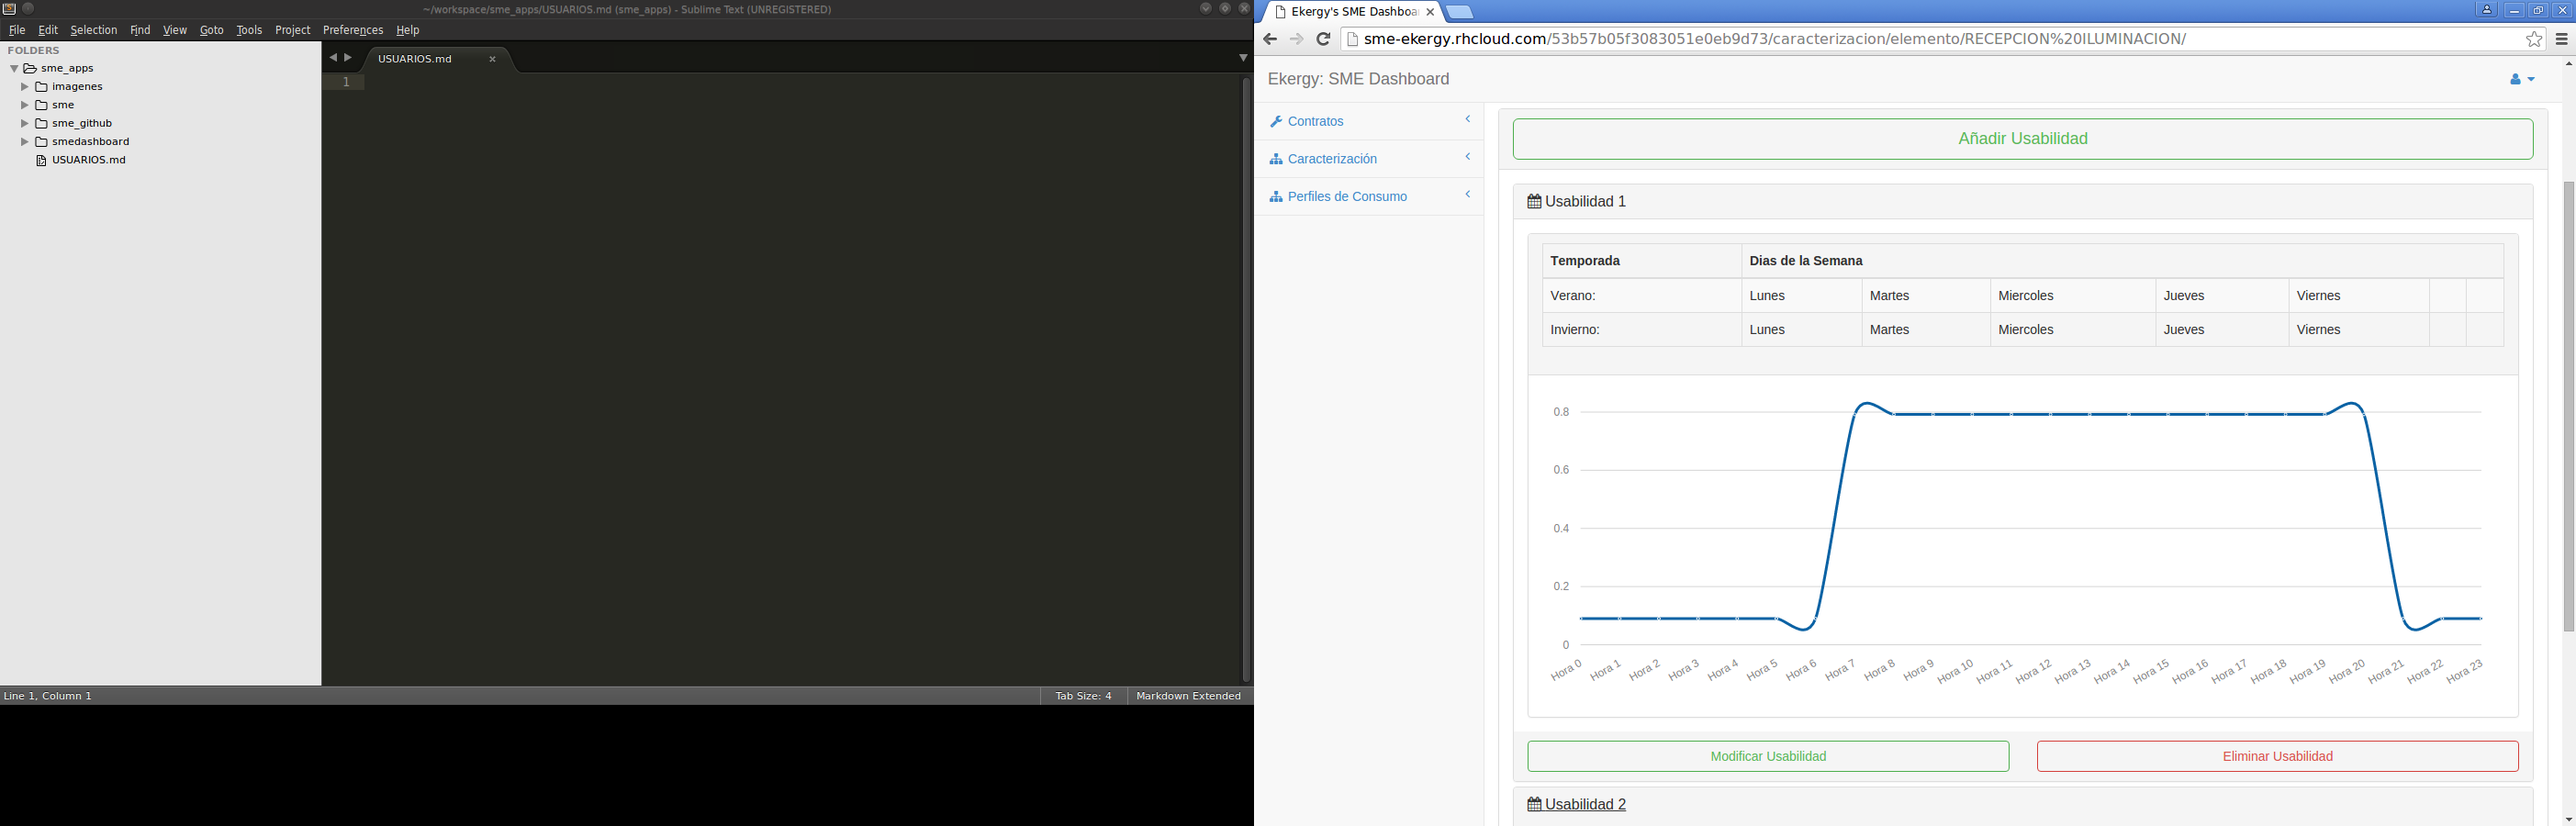 ~/workspace/sme_apps/USUARIOS.md (sme_apps) - Sublime Text (UNREGISTERED)
File Edit Selection Find View Goto Tools Project Preferences Help
FOLDERS
sme_apps
imagenes
sme
sme_github
smedashboard
USUARIOS.md
USUARIOS.md
1
Line 1, Column 1
Tab Size: 4
Markdown Extended
Ekergy's SME Dashboa
sme-ekergy.rhcloud.com/53b57b05f3083051e0eb9d73/caracterizacion/elemento/RECEPCION%20ILUMINACION/
Ekergy: SME Dashboard
Contratos
Caracterización
Perfiles de Consumo
Añadir Usabilidad
Usabilidad 1
Temporada Dias de la Semana
Verano: Lunes Martes Miercoles Jueves Viernes
Invierno: Lunes Martes Miercoles Jueves Viernes
0.8
0.6
0.4
0.2
0
Hora 0 Hora 1 Hora 2 Hora 3 Hora 4 Hora 5 Hora 6 Hora 7 Hora 8 Hora 9 Hora 10 Hora 11 Hora 12 Hora 13 Hora 14 Hora 15 Hora 16 Hora 17 Hora 18 Hora 19 Hora 20 Hora 21 Hora 22 Hora 23
Modificar Usabilidad
Eliminar Usabilidad
Usabilidad 2